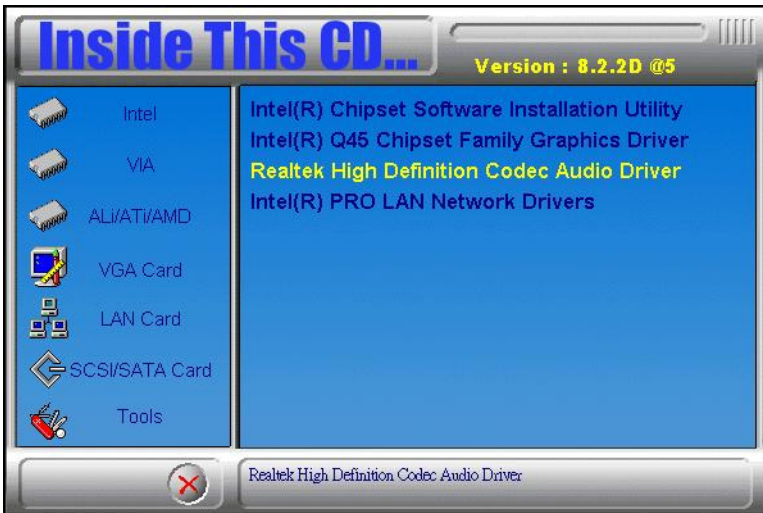 Inside This CD...
Version : 8.2.2D @5
Intel
VIA
ALi/ATi/AMD
VGA Card
LAN Card
SCSI/SATA Card
Tools
Intel(R) Chipset Software Installation Utility
Intel(R) Q45 Chipset Family Graphics Driver
Realtek High Definition Codec Audio Driver
Intel(R) PRO LAN Network Drivers
Realtek High Definition Codec Audio Driver